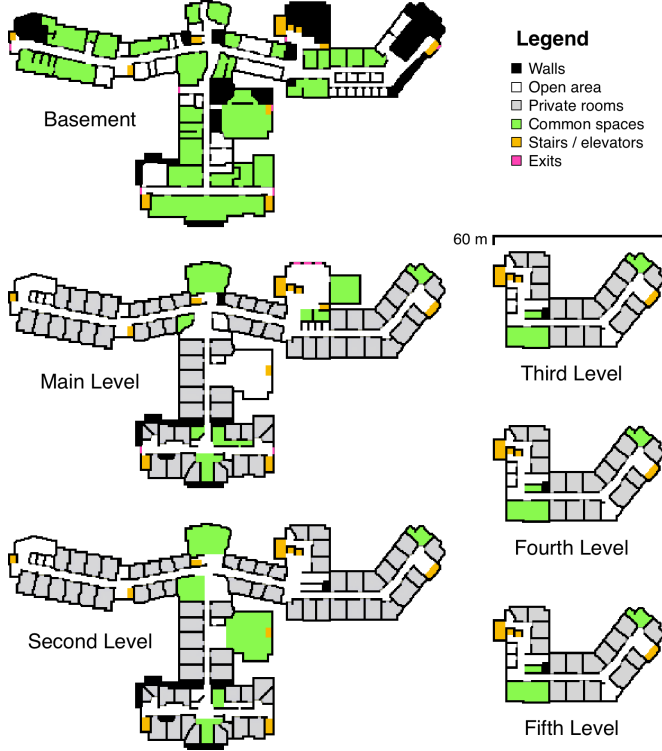 Legend
Walls
Open area
Private rooms
Common spaces
Stairs / elevators
Exits
Basement
60 m
Main Level
Third Level
Fourth Level
Second Level
Fifth Level